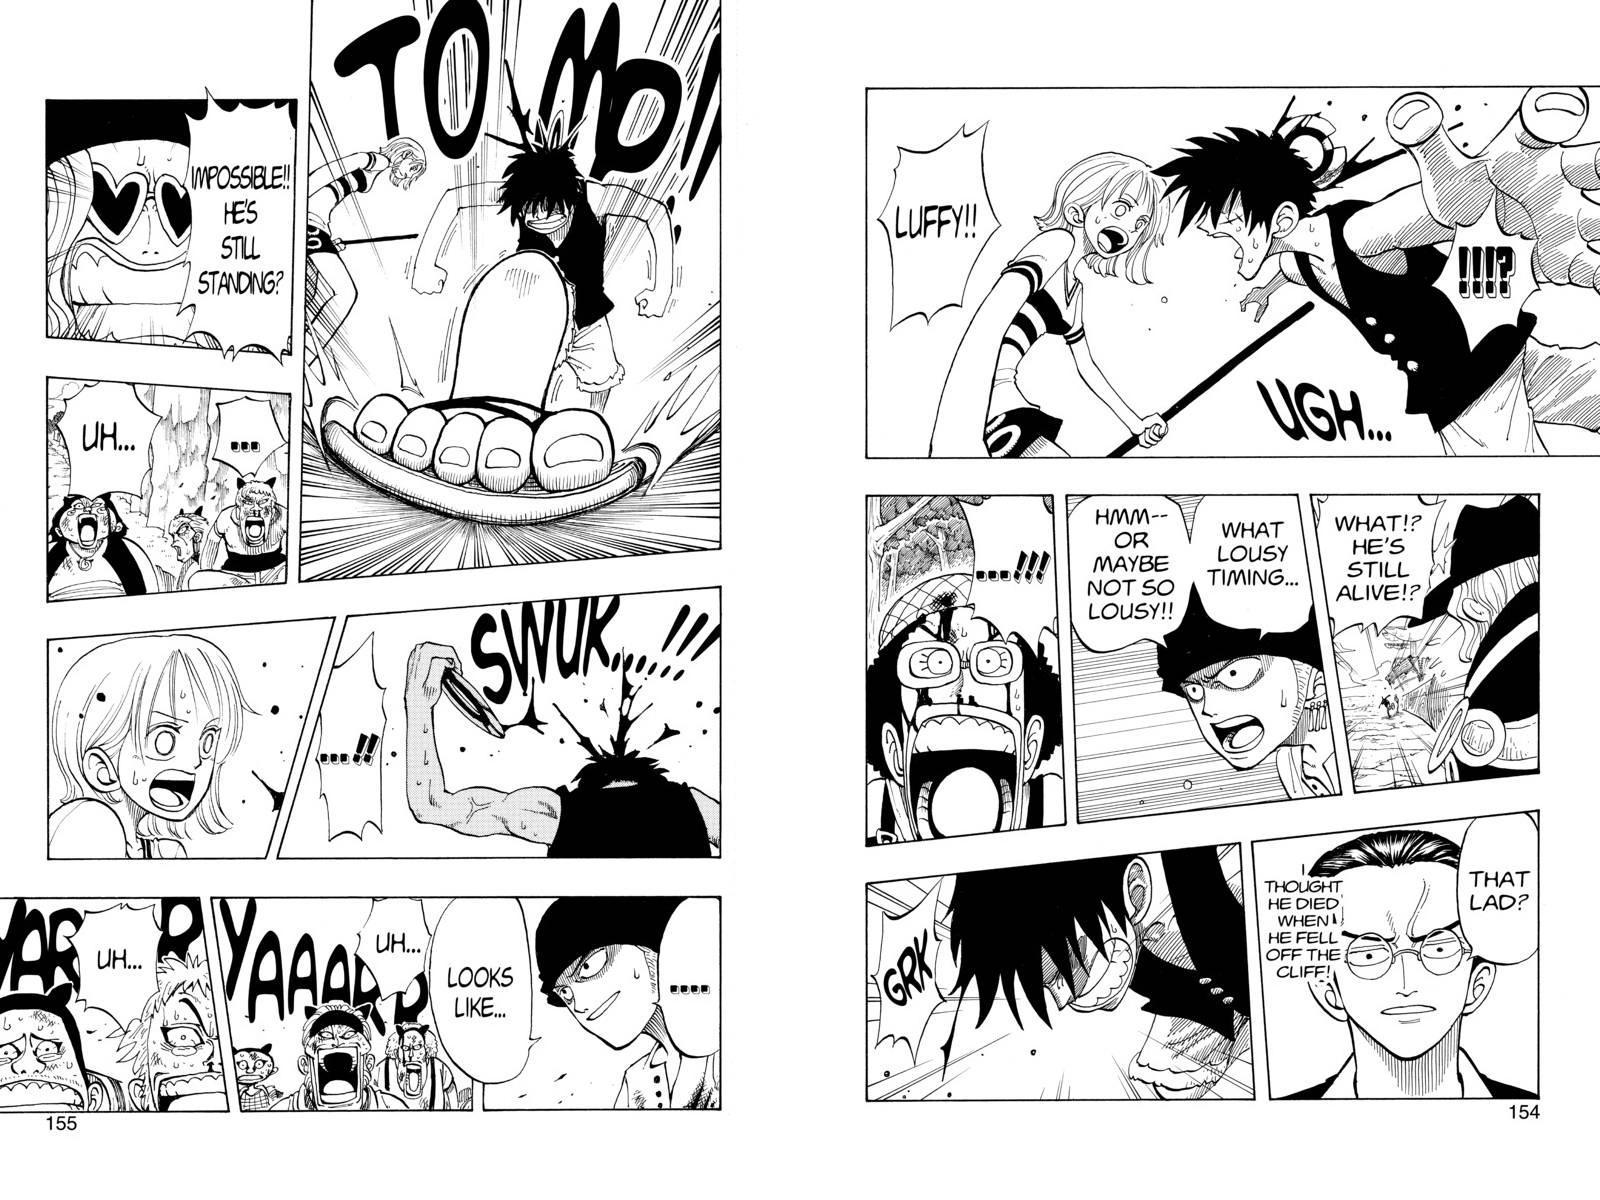 LUFFY!!
!!!!?
UGH...
WHAT!?
HE'S
STILL
ALIVE!?
WHAT
LOUSY
TIMING...
HMM--
OR
MAYBE
NOT SO
LOUSY!!
....!!!
THAT
LAD?
I
THOUGHT
HE DIED
WHEN
HE FELL
OFF THE
CLIFF!
GRK
154
TOMP!
IMPOSSIBLE!!
HE'S
STILL
STANDING?
....
UH...
SWUK...
...!!!
....!!
....
LOOKS
LIKE...
UH...
YAAAARP
UH...
155